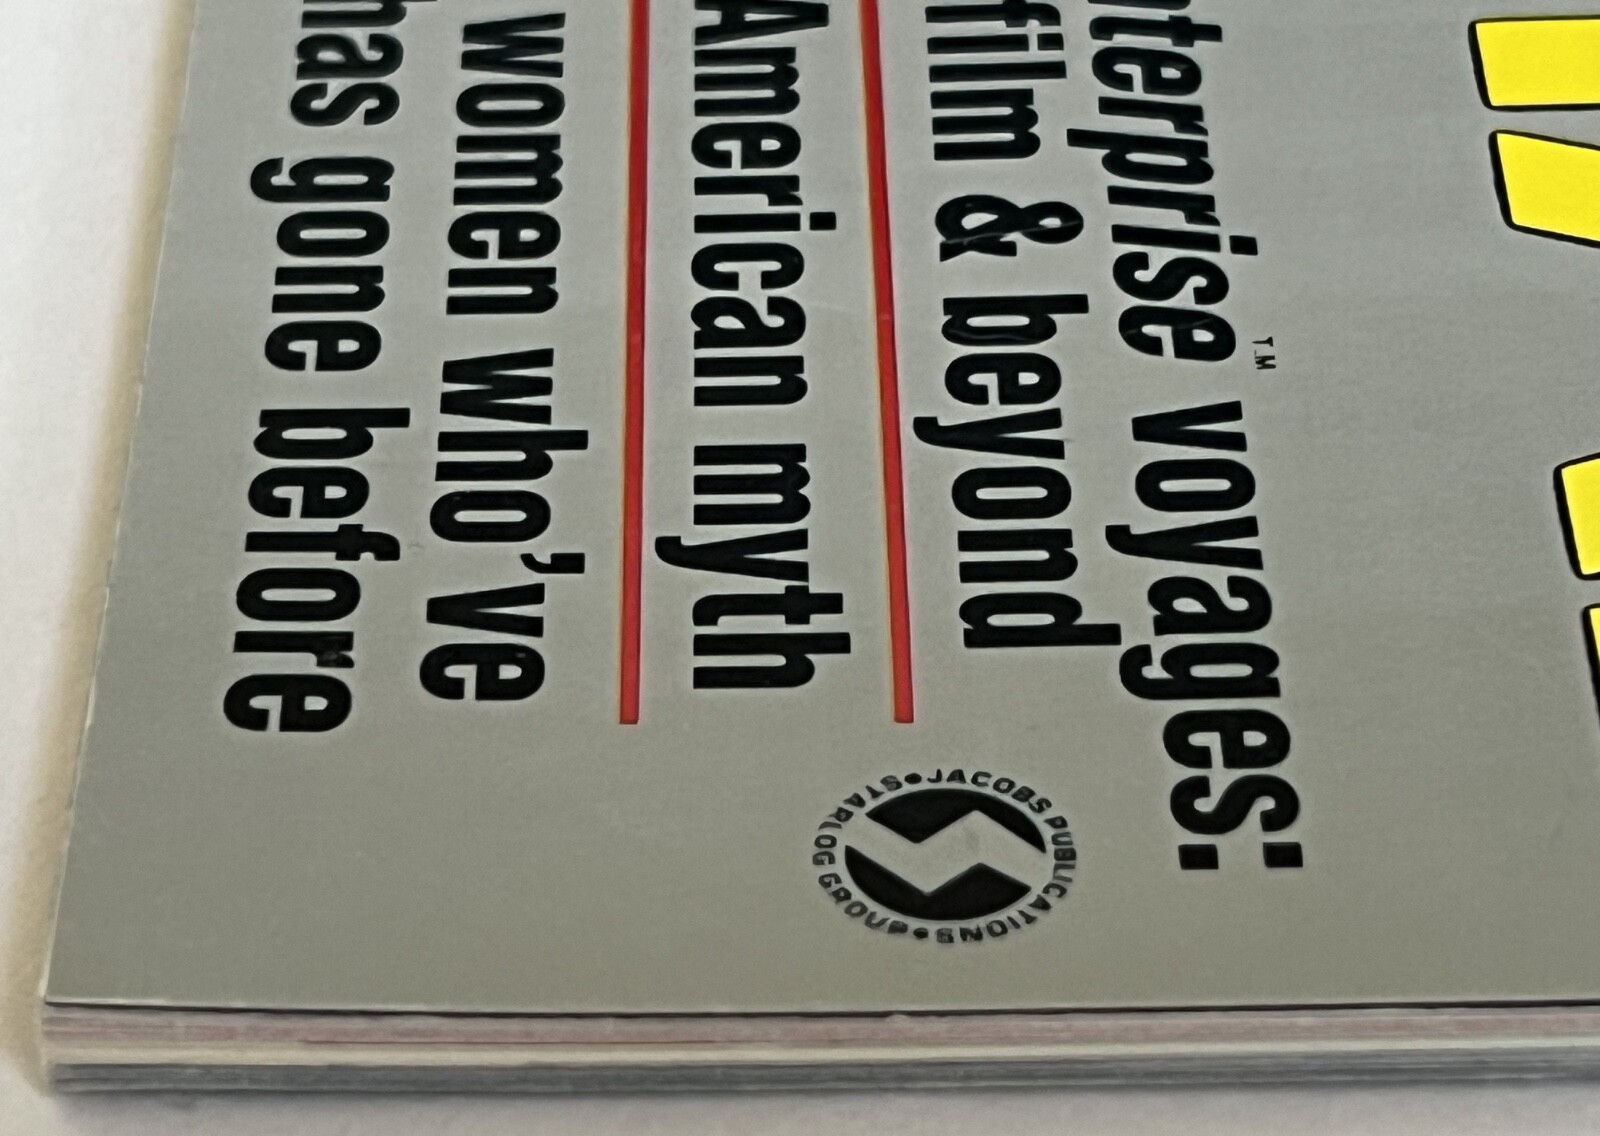 nterprise™ voyages:
film & beyond
American myth
women who've
has gone before
JACOBS PUBLICATIONS • STARLOG GROUP •